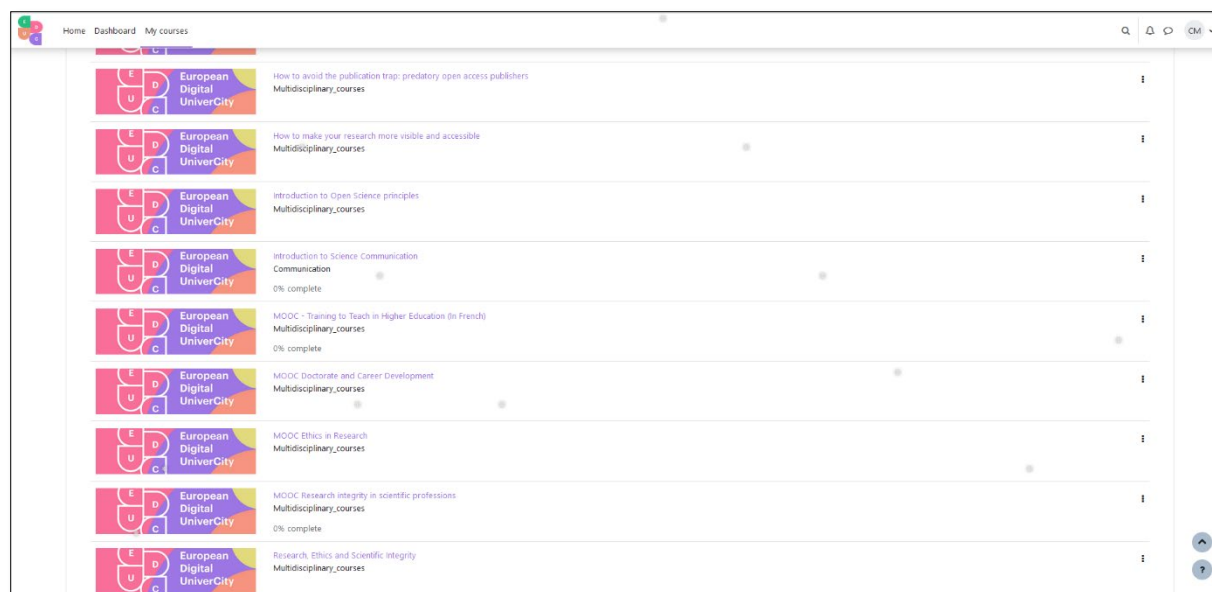 Home Dashboard My courses
CM
How to avoid the publication trap: predatory open access publishers
Multidisciplinary_courses
E D U C European Digital UniverCity
How to make your research more visible and accessible
Multidisciplinary_courses
E D U C European Digital UniverCity
Introduction to Open Science principles
Multidisciplinary_courses
E D U C European Digital UniverCity
Introduction to Science Communication
Communication
0% complete
E D U C European Digital UniverCity
MOOC - Training to Teach in Higher Education (In French)
Multidisciplinary_courses
0% complete
E D U C European Digital UniverCity
MOOC Doctorate and Career Development
Multidisciplinary_courses
E D U C European Digital UniverCity
MOOC Ethics in Research
Multidisciplinary_courses
E D U C European Digital UniverCity
MOOC Research integrity in scientific professions
Multidisciplinary_courses
0% complete
E D U C European Digital UniverCity
Research, Ethics and Scientific Integrity
Multidisciplinary_courses
E D U C European Digital UniverCity
?